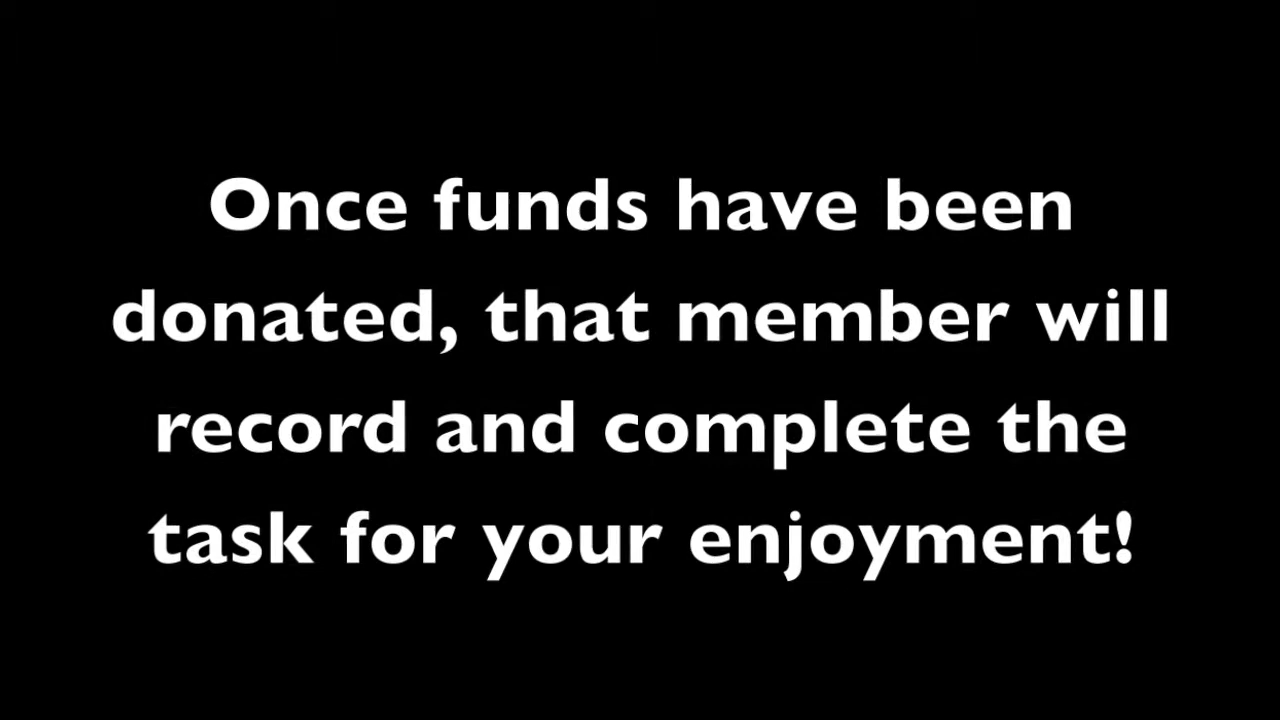 Once funds have been
donated, that member will
record and complete the
task for your enjoyment!